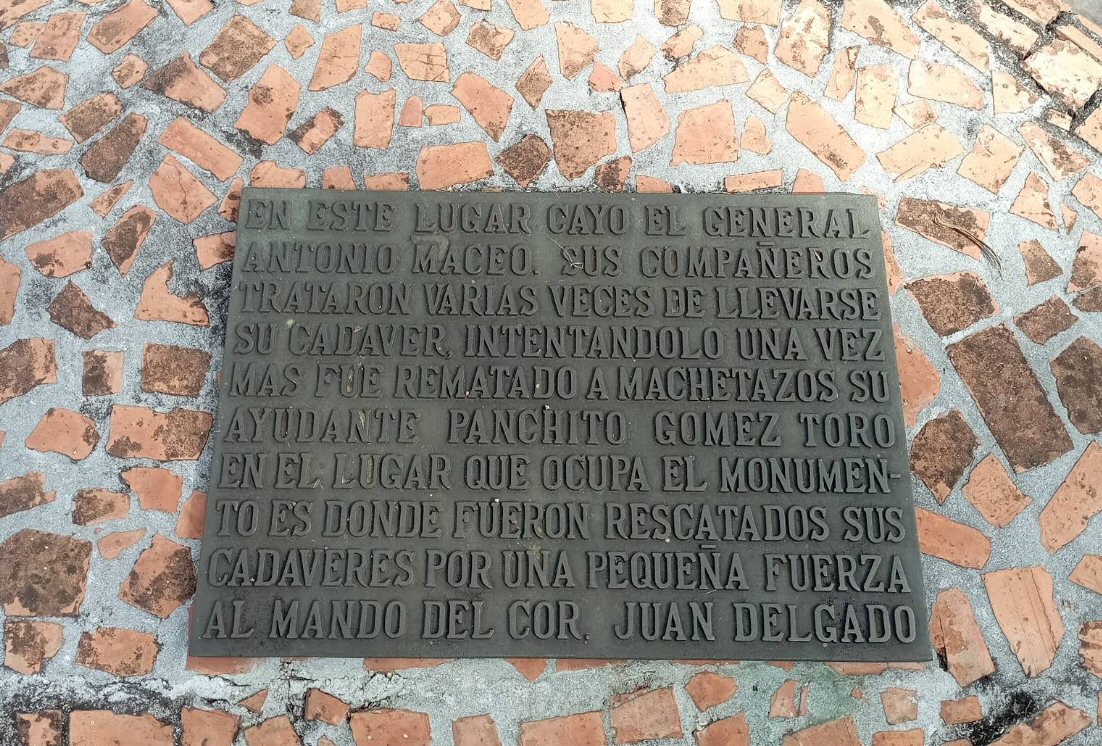 EN ESTE LUGAR CAYO EL GENERAL
ANTONIO MACEO. SUS COMPAÑEROS
TRATARON VARIAS VECES DE LLEVARSE
SU CADAVER, INTENTANDOLO UNA VEZ
MAS FUE REMATADO A MACHETAZOS SU
AYUDANTE PANCHITO GOMEZ TORO
EN EL LUGAR QUE OCUPA EL MONUMEN-
TO ES DONDE FUERON RESCATADOS SUS
CADAVERES POR UNA PEQUEÑA FUERZA
AL MANDO DEL COR. JUAN DELGADO